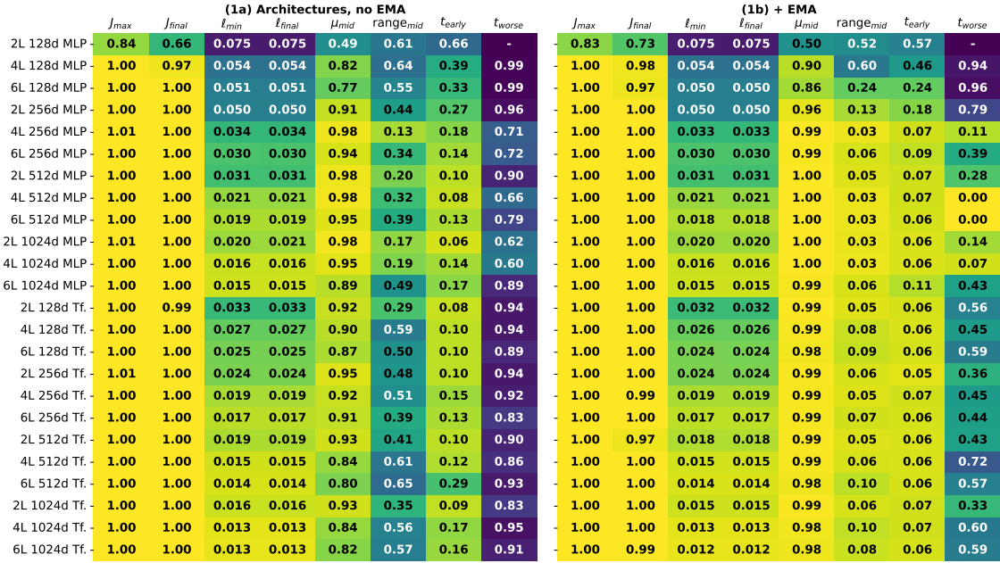 (1a) Architectures, no EMA (1b) + EMA
J_max J_final ℓ_min ℓ_final μ_mid range_mid t_early t_worse J_max J_final ℓ_min ℓ_final μ_mid range_mid t_early t_worse
2L 128d MLP 0.84 0.66 0.075 0.075 0.49 0.61 0.66 - 0.83 0.73 0.075 0.075 0.50 0.52 0.57 -
4L 128d MLP 1.00 0.97 0.054 0.054 0.82 0.64 0.39 0.99 1.00 0.98 0.054 0.054 0.90 0.60 0.46 0.94
6L 128d MLP 1.00 1.00 0.051 0.051 0.77 0.55 0.33 0.99 1.00 0.97 0.050 0.050 0.86 0.24 0.24 0.96
2L 256d MLP 1.00 1.00 0.050 0.050 0.91 0.44 0.27 0.96 1.00 1.00 0.050 0.050 0.96 0.13 0.18 0.79
4L 256d MLP 1.01 1.00 0.034 0.034 0.98 0.13 0.18 0.71 1.00 1.00 0.033 0.033 0.99 0.03 0.07 0.11
6L 256d MLP 1.00 1.00 0.030 0.030 0.94 0.34 0.14 0.72 1.00 1.00 0.030 0.030 0.99 0.06 0.09 0.39
2L 512d MLP 1.00 1.00 0.031 0.031 0.98 0.20 0.10 0.90 1.00 1.00 0.031 0.031 1.00 0.05 0.07 0.28
4L 512d MLP 1.00 1.00 0.021 0.021 0.98 0.32 0.08 0.66 1.00 1.00 0.021 0.021 1.00 0.03 0.07 0.00
6L 512d MLP 1.00 1.00 0.019 0.019 0.95 0.39 0.13 0.79 1.00 1.00 0.018 0.018 1.00 0.03 0.06 0.00
2L 1024d MLP 1.01 1.00 0.020 0.021 0.98 0.17 0.06 0.62 1.00 1.00 0.020 0.020 1.00 0.03 0.06 0.14
4L 1024d MLP 1.00 1.00 0.016 0.016 0.95 0.19 0.14 0.60 1.00 1.00 0.016 0.016 1.00 0.03 0.06 0.07
6L 1024d MLP 1.00 1.00 0.015 0.015 0.89 0.49 0.17 0.89 1.00 1.00 0.015 0.015 0.99 0.06 0.11 0.43
2L 128d Tf. 1.00 0.99 0.033 0.033 0.92 0.29 0.08 0.94 1.00 1.00 0.032 0.032 0.99 0.05 0.06 0.56
4L 128d Tf. 1.00 1.00 0.027 0.027 0.90 0.59 0.10 0.94 1.00 1.00 0.026 0.026 0.99 0.08 0.06 0.45
6L 128d Tf. 1.00 1.00 0.025 0.025 0.87 0.50 0.10 0.89 1.00 1.00 0.024 0.024 0.98 0.09 0.06 0.59
2L 256d Tf. 1.01 1.00 0.024 0.024 0.95 0.48 0.10 0.94 1.00 1.00 0.024 0.024 0.99 0.06 0.05 0.36
4L 256d Tf. 1.00 1.00 0.019 0.019 0.92 0.51 0.15 0.92 1.00 0.99 0.019 0.019 0.99 0.05 0.07 0.45
6L 256d Tf. 1.00 1.00 0.017 0.017 0.91 0.39 0.13 0.83 1.00 1.00 0.017 0.017 0.99 0.07 0.06 0.44
2L 512d Tf. 1.00 1.00 0.019 0.019 0.93 0.41 0.10 0.90 1.00 0.97 0.018 0.018 0.99 0.05 0.06 0.43
4L 512d Tf. 1.00 1.00 0.015 0.015 0.84 0.61 0.12 0.86 1.00 1.00 0.015 0.015 0.99 0.06 0.06 0.72
6L 512d Tf. 1.00 1.00 0.014 0.014 0.80 0.65 0.29 0.93 1.00 1.00 0.014 0.014 0.98 0.10 0.06 0.57
2L 1024d Tf. 1.00 1.00 0.016 0.016 0.93 0.35 0.09 0.83 1.00 1.00 0.015 0.015 0.99 0.06 0.07 0.33
4L 1024d Tf. 1.00 1.00 0.013 0.013 0.84 0.56 0.17 0.95 1.00 1.00 0.013 0.013 0.98 0.10 0.07 0.60
6L 1024d Tf. 1.00 1.00 0.013 0.013 0.82 0.57 0.16 0.91 1.00 0.99 0.012 0.012 0.98 0.08 0.06 0.59